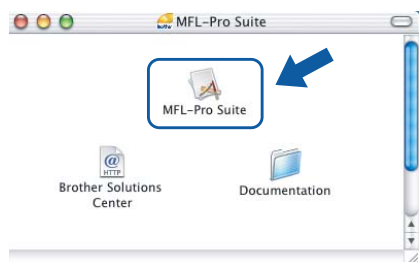 MFL-Pro Suite
MFL-Pro Suite
@
HTTP
Brother Solutions
Center
Documentation